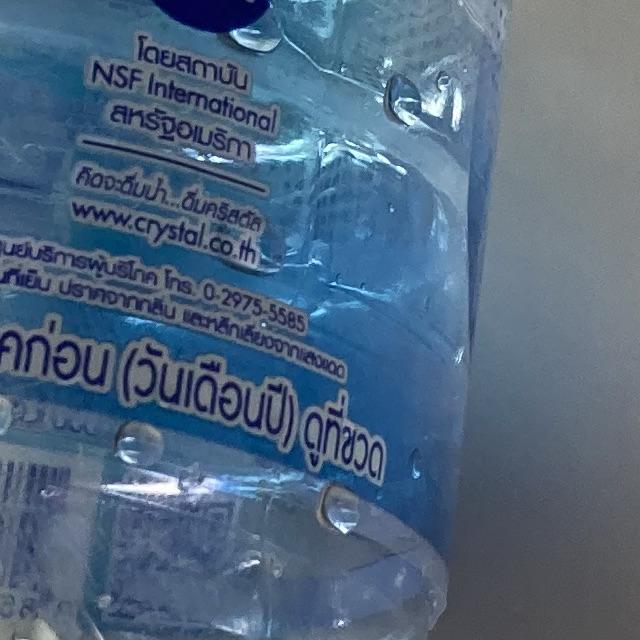 โดยสถาบัน
NSF International
สหรัฐอเมริกา
คิดจะดื่มน้ำ...ดื่มคริสตัล
www.crystal.co.th
ศูนย์บริการผู้บริโภค โทร. 0-2975-5585
ที่เย็น ปราศจากกลิ่น และหลีกเลี่ยงจากแสงแดด
ก่อน (วันเดือนปี) ดูที่ขวด